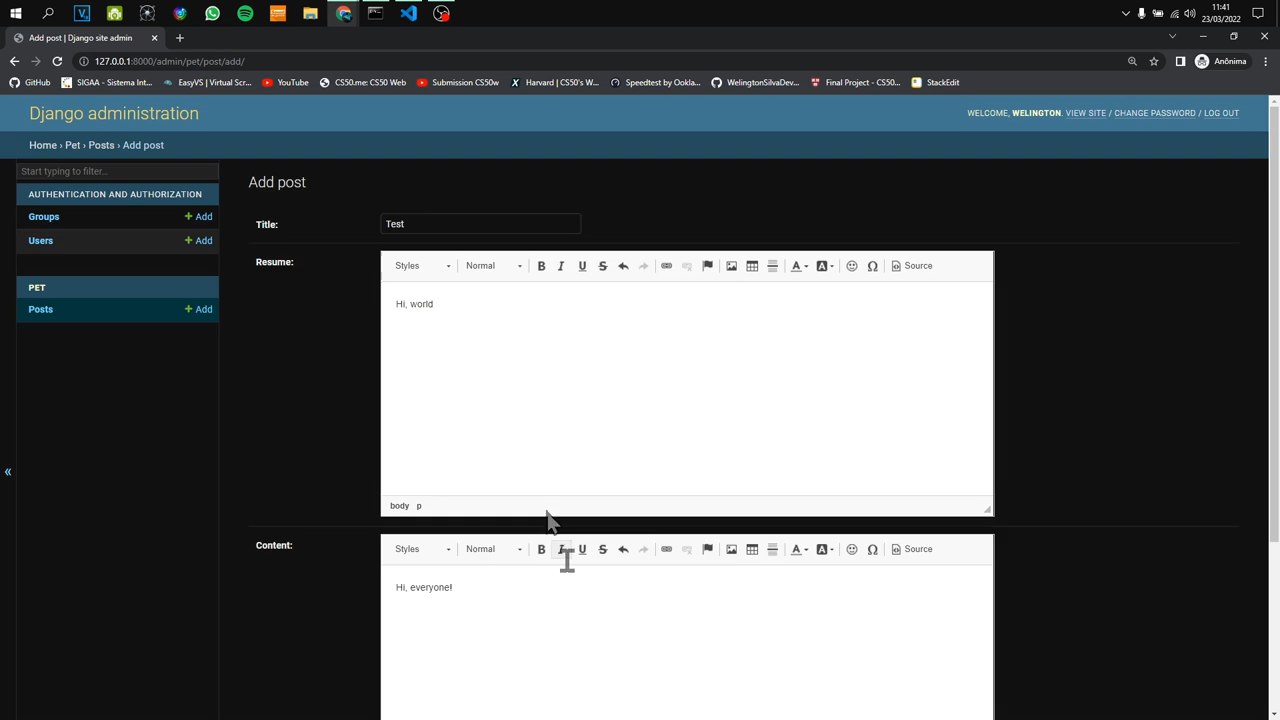 11:41
23/03/2022
Add post | Django site admin
127.0.0.1:8000/admin/pet/post/add/
Anônima
GitHub SIGAA - Sistema Int... EasyVS | Virtual Scr... YouTube CS50.me: CS50 Web Submission CS50w Harvard | CS50's W... Speedtest by Ookla... WelingtonSilvaDev... Final Project - CS50... StackEdit
Django administration
WELCOME, WELINGTON. VIEW SITE / CHANGE PASSWORD / LOG OUT
Home › Pet › Posts › Add post
Start typing to filter...
AUTHENTICATION AND AUTHORIZATION
Groups + Add
Users + Add
PET
Posts + Add
«
Add post
Title: Test
Resume:
Styles Normal B I U S A A Ω Source
Hi, world
body p
Content:
Styles Normal B I U S A A Ω Source
Hi, everyone!